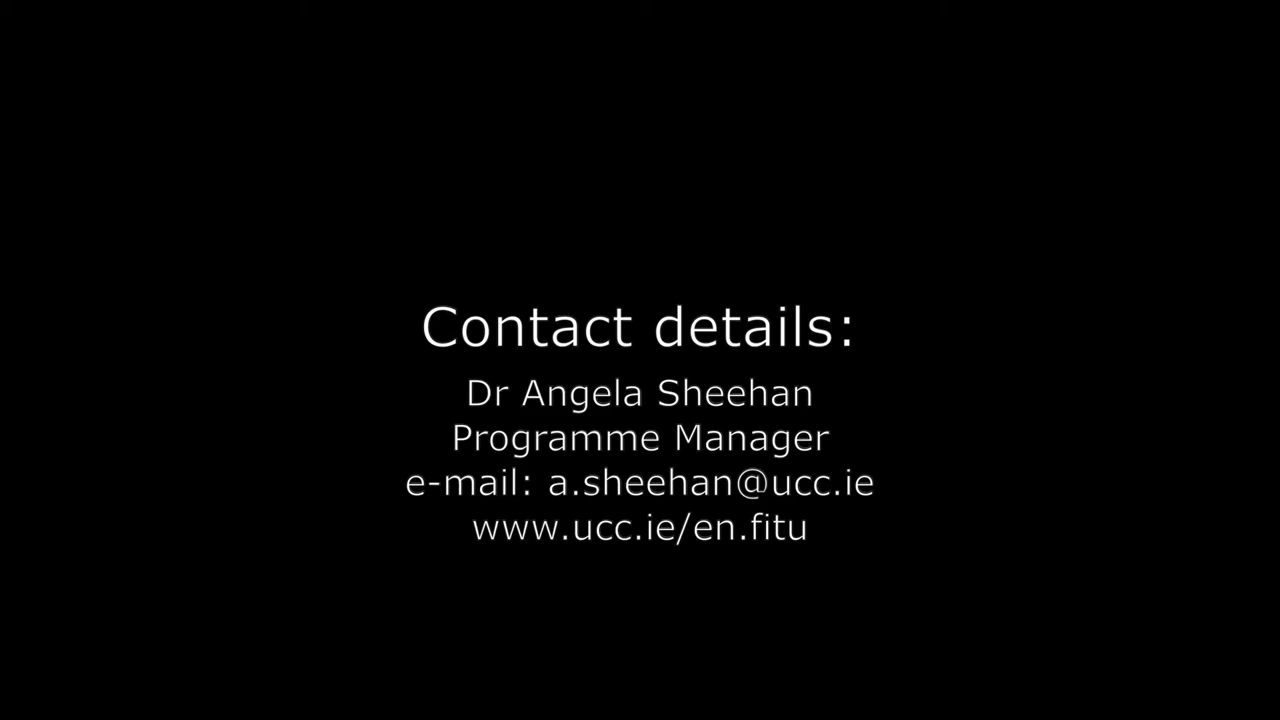 Contact details:
Dr Angela Sheehan
Programme Manager
e-mail: a.sheehan@ucc.ie
www.ucc.ie/en.fitu